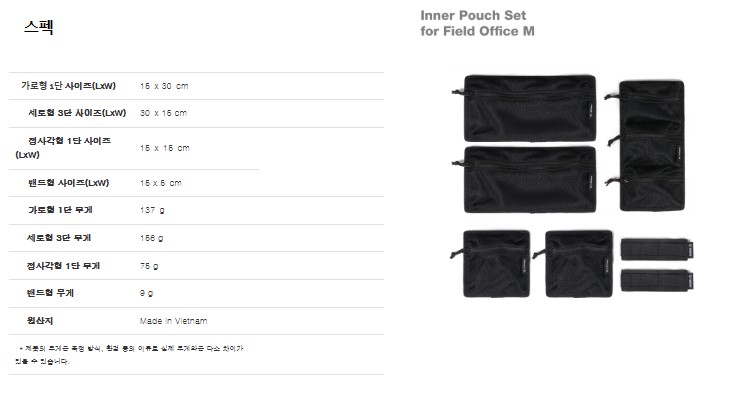 스펙
Inner Pouch Set
for Field Office M
가로형 1단 사이즈(LxW) 15 x 30 cm
세로형 3단 사이즈(LxW) 30 x 15 cm
정사각형 1단 사이즈
(LxW) 15 x 15 cm
밴드형 사이즈(LxW) 15 x 5 cm
가로형 1단 무게 137 g
세로형 3단 무게 156 g
정사각형 1단 무게 75 g
밴드형 무게 9 g
원산지 Made in Vietnam
* 제품의 무게는 측정 방식, 환경 등의 이유로 실제 무게와는 다소 차이가
있을 수 있습니다.